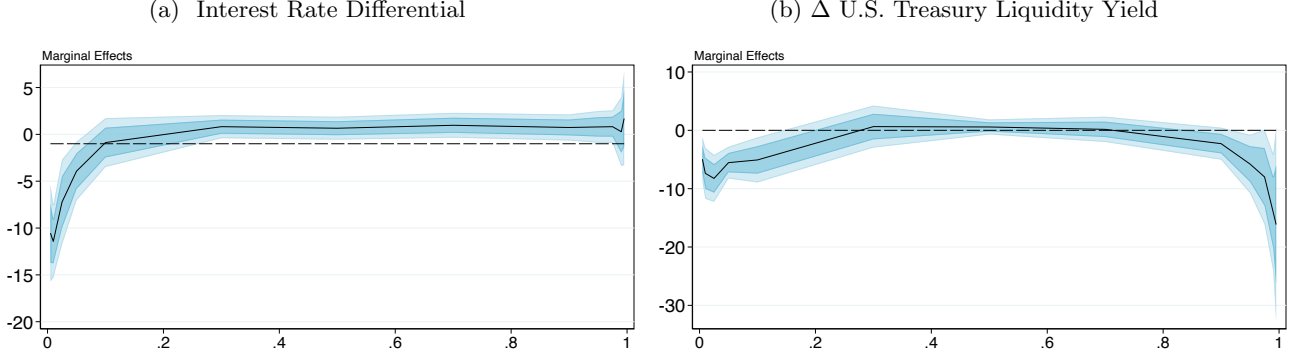 (a) Interest Rate Differential
(b) Δ U.S. Treasury Liquidity Yield
Marginal Effects
5
0
-5
-10
-15
-20
0 .2 .4 .6 .8 1
Marginal Effects
10
0
-10
-20
-30
0 .2 .4 .6 .8 1